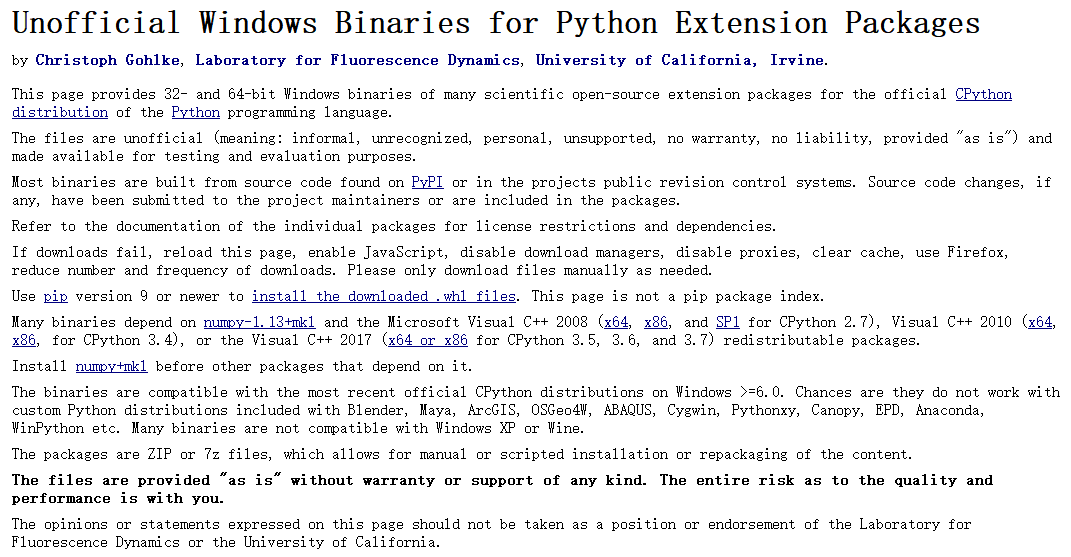 Unofficial Windows Binaries for Python Extension Packages
by Christoph Gohlke, Laboratory for Fluorescence Dynamics, University of California, Irvine.
This page provides 32- and 64-bit Windows binaries of many scientific open-source extension packages for the official CPython
distribution of the Python programming language.
The files are unofficial (meaning: informal, unrecognized, personal, unsupported, no warranty, no liability, provided "as is") and
made available for testing and evaluation purposes.
Most binaries are built from source code found on PyPI or in the projects public revision control systems. Source code changes, if
any, have been submitted to the project maintainers or are included in the packages.
Refer to the documentation of the individual packages for license restrictions and dependencies.
If downloads fail, reload this page, enable JavaScript, disable download managers, disable proxies, clear cache, use Firefox,
reduce number and frequency of downloads. Please only download files manually as needed.
Use pip version 9 or newer to install the downloaded .whl files. This page is not a pip package index.
Many binaries depend on numpy-1.13+mkl and the Microsoft Visual C++ 2008 (x64, x86, and SP1 for CPython 2.7), Visual C++ 2010 (x64,
x86, for CPython 3.4), or the Visual C++ 2017 (x64 or x86 for CPython 3.5, 3.6, and 3.7) redistributable packages.
Install numpy+mkl before other packages that depend on it.
The binaries are compatible with the most recent official CPython distributions on Windows >=6.0. Chances are they do not work with
custom Python distributions included with Blender, Maya, ArcGIS, OSGeo4W, ABAQUS, Cygwin, Pythonxy, Canopy, EPD, Anaconda,
WinPython etc. Many binaries are not compatible with Windows XP or Wine.
The packages are ZIP or 7z files, which allows for manual or scripted installation or repackaging of the content.
The files are provided "as is" without warranty or support of any kind. The entire risk as to the quality and
performance is with you.
The opinions or statements expressed on this page should not be taken as a position or endorsement of the Laboratory for
Fluorescence Dynamics or the University of California.